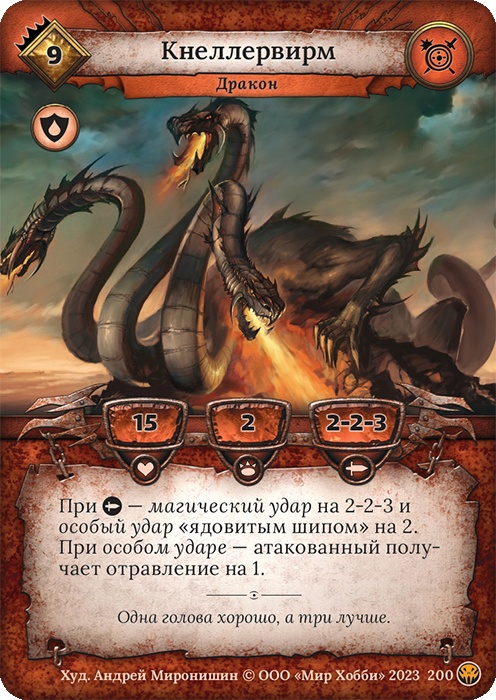 9
Кнеллервирм
Дракон
15
2
2-2-3
При — магический удар на 2-2-3 и
особый удар «ядовитым шипом» на 2.
При особом ударе — атакованный полу-
чает отравление на 1.
Одна голова хорошо, а три лучше.
Худ. Андрей Миронишин © ООО «Мир Хобби» 2023 200